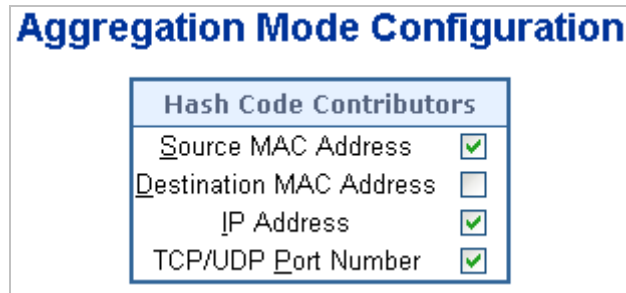 Aggregation Mode Configuration
Hash Code Contributors
Source MAC Address
Destination MAC Address
IP Address
TCP/UDP Port Number